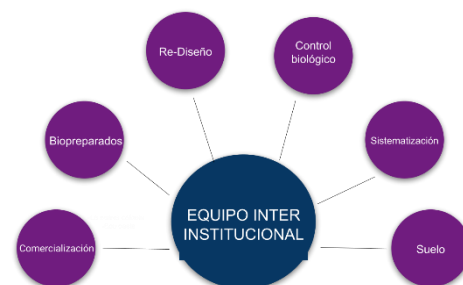 Re-Diseño
Control
biológico
Biopreparados
Sistematización
EQUIPO INTER
INSTITUCIONAL
Comercialización
Suelo